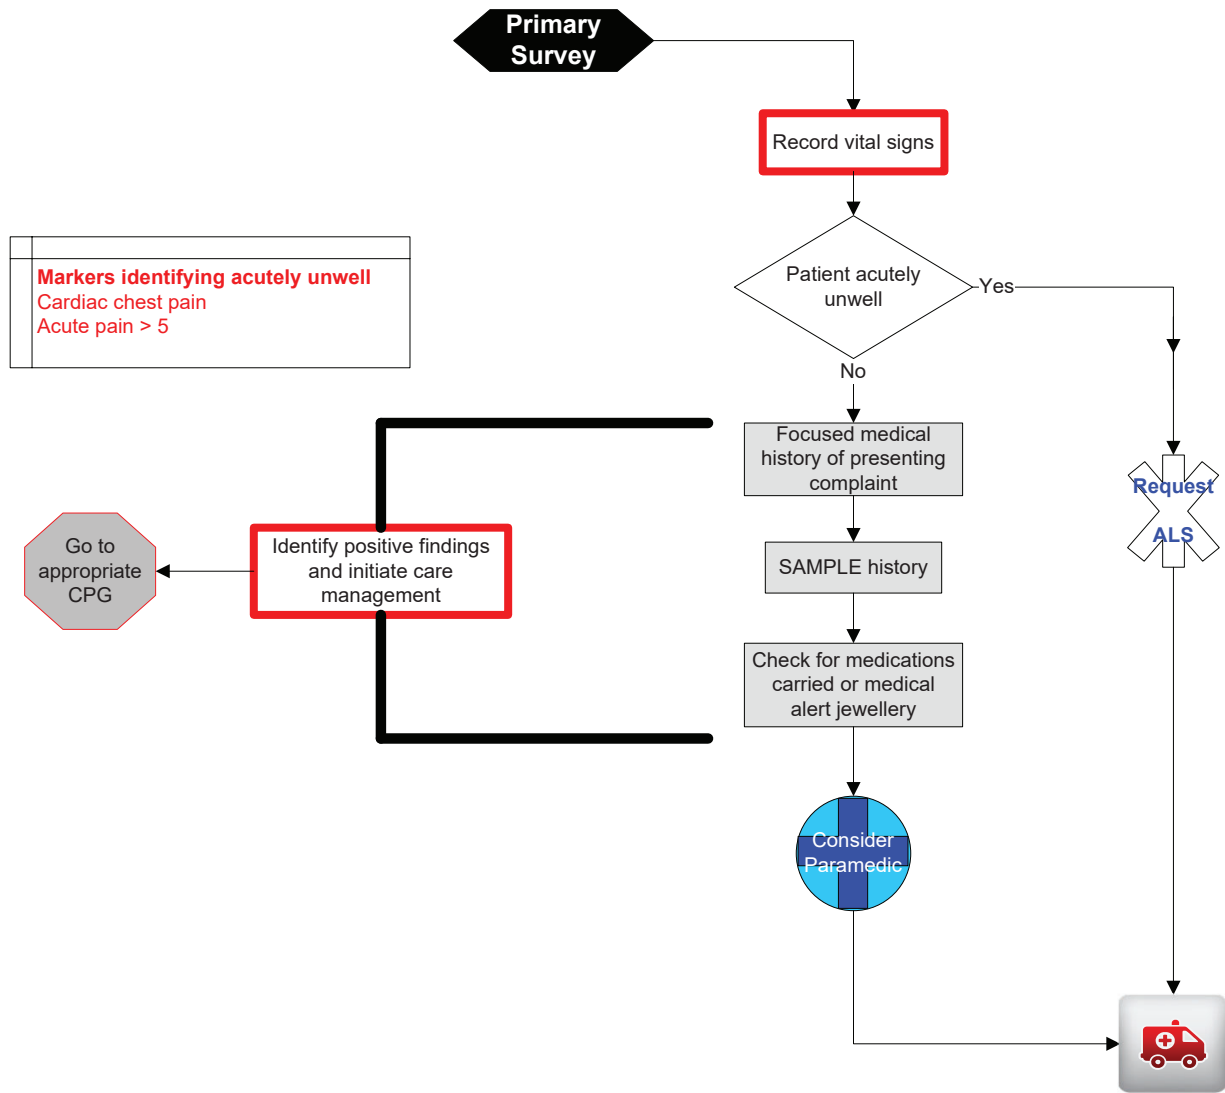 Primary
Survey
Record vital signs
Markers identifying acutely unwell
Cardiac chest pain
Acute pain > 5
Patient acutely
unwell
Yes
No
Focused medical
history of presenting
complaint
Request
ALS
Go to
appropriate
CPG
Identify positive findings
and initiate care
management
SAMPLE history
Check for medications
carried or medical
alert jewellery
Consider
Paramedic